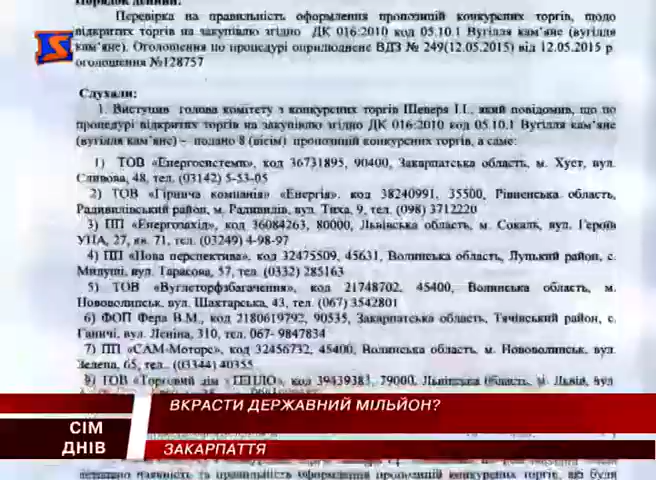 Порядок денний:
Перевірка на правильність оформлення пропозицій конкурсних торгів, щодо
відкритих торгів на закупівлю згідно ДК 016:2010 код 05.10.1 Вугілля кам’яне (вугілля
кам’яне). Оголошення по процедурі оприлюднене ВДЗ № 249(12.05.2015) від 12.05.2015 р
оголошення №128757
Слухали:
1. Виступив голова комітету з конкурсних торгів Шеверя І.І., який повідомив, що по
процедурі відкритих торгів на закупівлю згідно ДК 016:2010 код 05.10.1 Вугілля кам’яне
(вугілля кам’яне) – подано 8 (вісім) пропозицій конкурсних торгів, а саме:
1) ТОВ «Енергосистеми», код 36731895, 90400, Закарпатська область, м. Хуст, вул.
Сливова, 48, тел. (03142) 5-53-05
2) ТОВ «Гірнича компанія» «Енергія», код 38240991, 35500, Рівненська область,
Радивилівський район, м. Радивилів, вул. Тиха, 9, тел. (098) 3712220
3) ПП «Енергозахід», код 36084263, 80000, Львівська область, м. Сокаль, вул. Героїв
УПА, 27, кв. 71, тел. (03249) 4-98-97
4) ПП «Нова перспектива», код 32475509, 45631, Волинська область, Луцький район, с.
Милуші, вул. Тарасова, 57, тел. (0332) 285163
5) ТОВ «Вуглеторфзбагачення», код 21748702, 45400, Волинська область, м.
Нововолинськ, вул. Шахтарська, 43, тел. (067) 3542801
6) ФОП Фера В.М., код 2180619792, 90535, Закарпатська область, Тячівський район, с.
Ганичі, вул. Леніна, 310, тел. 067- 9847834
7) ПП «САМ-Моторс», код 32456732, 45400, Волинська область, м. Нововолинськ, вул.
Зелена, 65, тел.. (03344) 40355
8) ТОВ «Торговий дім «ТЕПЛО», код 39439383, 79000, Львівська область, м. Львів, вул
ВКРАСТИ ДЕРЖАВНИЙ МІЛЬЙОН?
СІМ
ДНІВ
ЗАКАРПАТТЯ
наявність та правильність оформлення пропозицій конкурсних торгів, які були